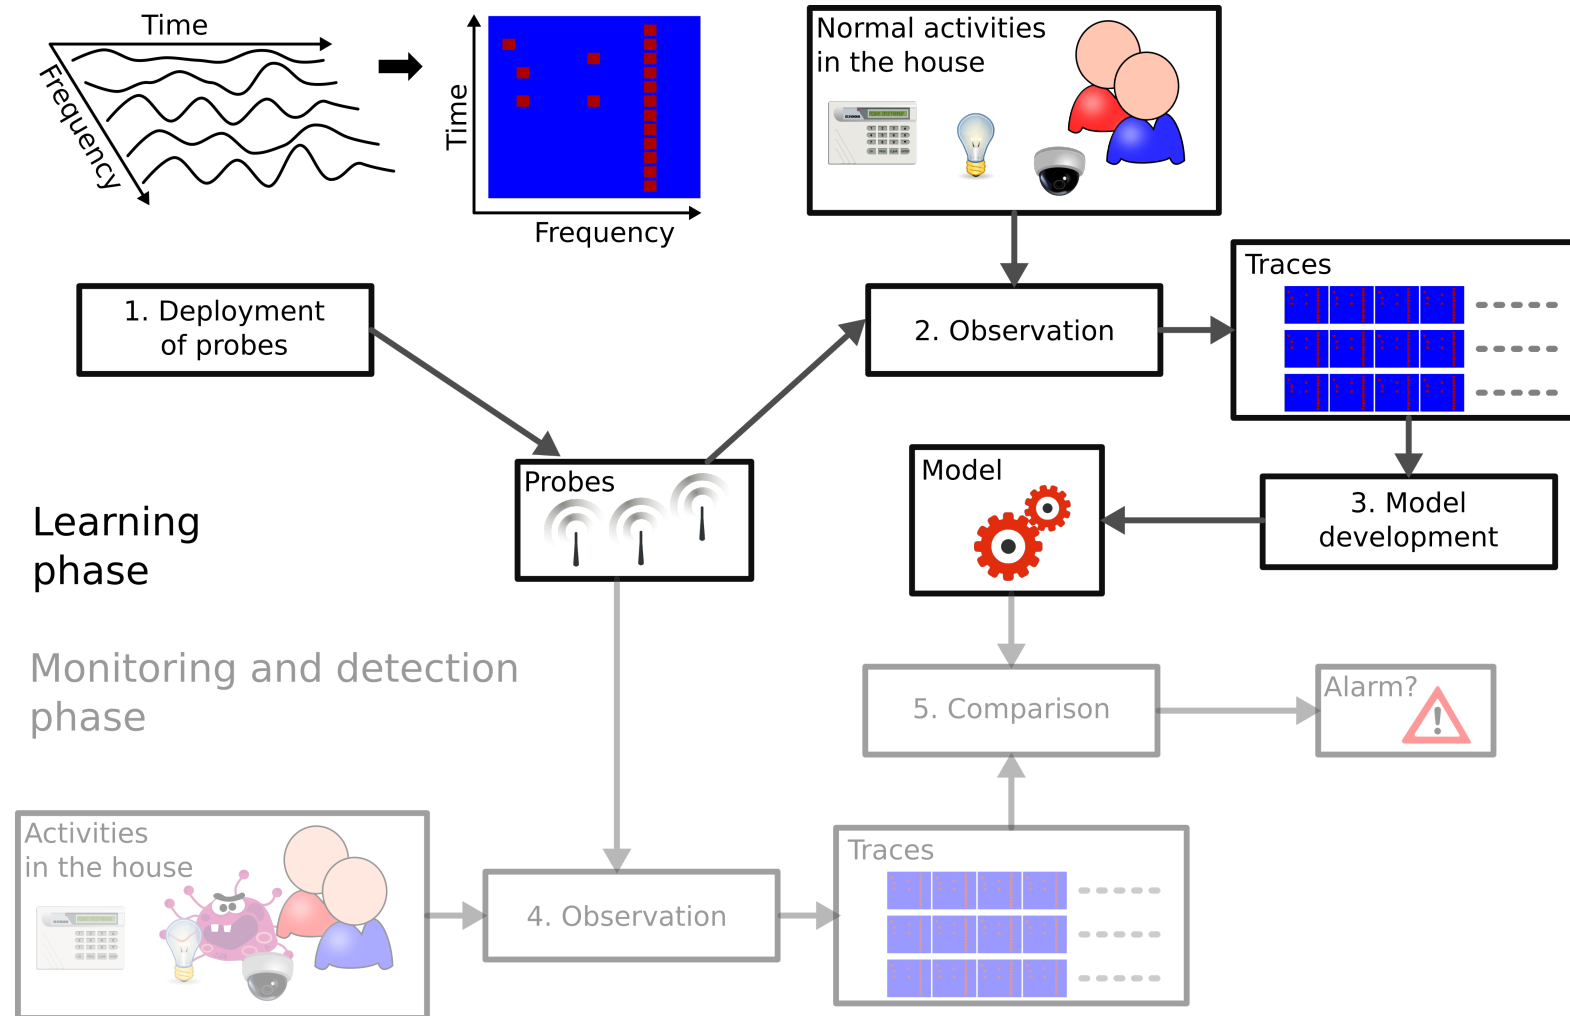 Time
Frequency
Time
Frequency
Normal activities
in the house
Traces
1. Deployment
of probes
2. Observation
Probes
Model
3. Model
development
Learning
phase
Monitoring and detection
phase
5. Comparison
Alarm?
Activities
in the house
Traces
4. Observation